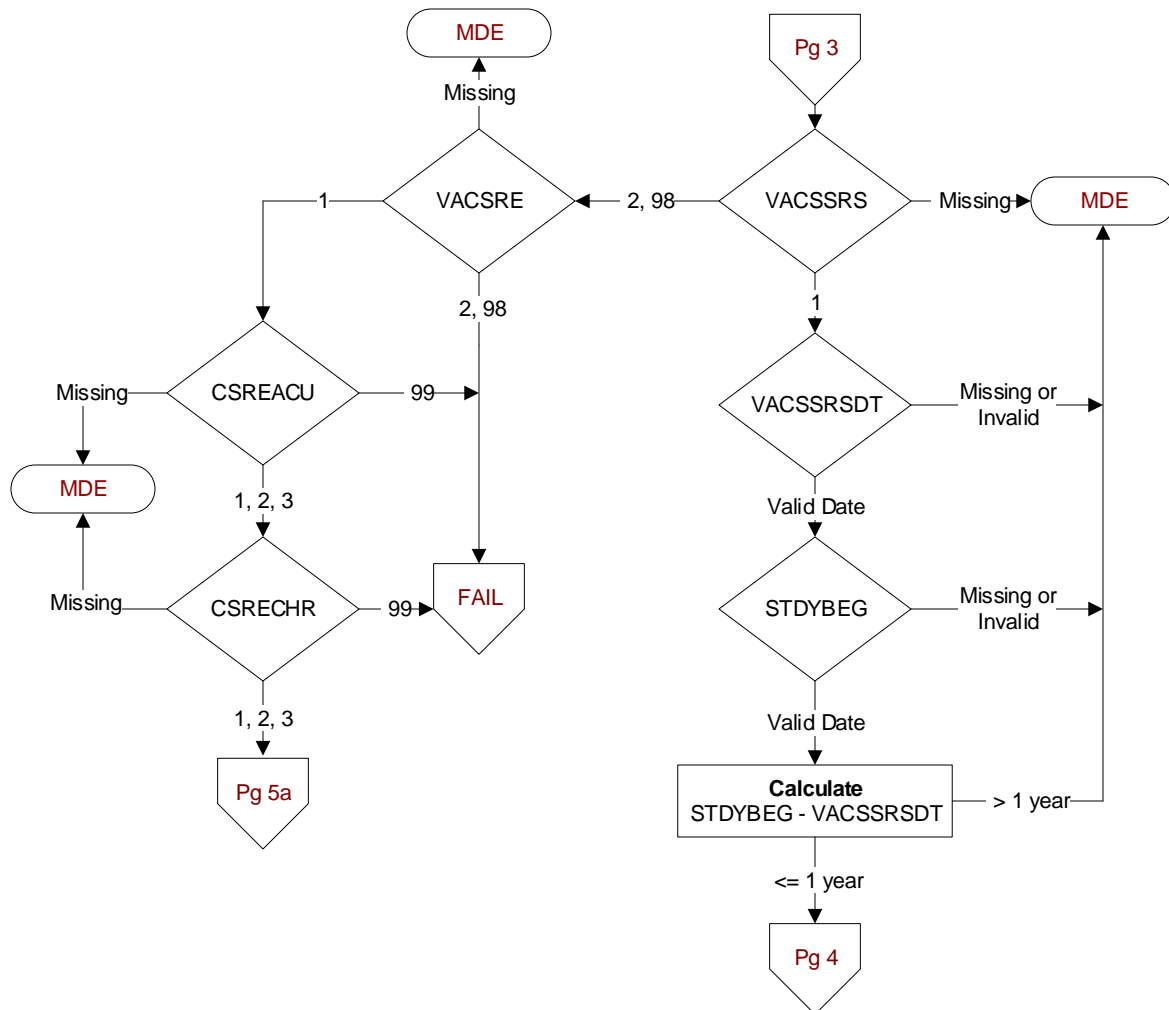 MDE
Pg 3
Missing
VACSRE
VACSSRS
1
2, 98
Missing
MDE
2, 98
1
CSREACU
Missing
99
VACSSRSDT
Missing or
Invalid
MDE
1, 2, 3
Valid Date
CSRECHR
Missing
99
FAIL
STDYBEG
Missing or
Invalid
1, 2, 3
Valid Date
Pg 5a
Calculate
STDYBEG - VACSSRSDT
> 1 year
<= 1 year
Pg 4